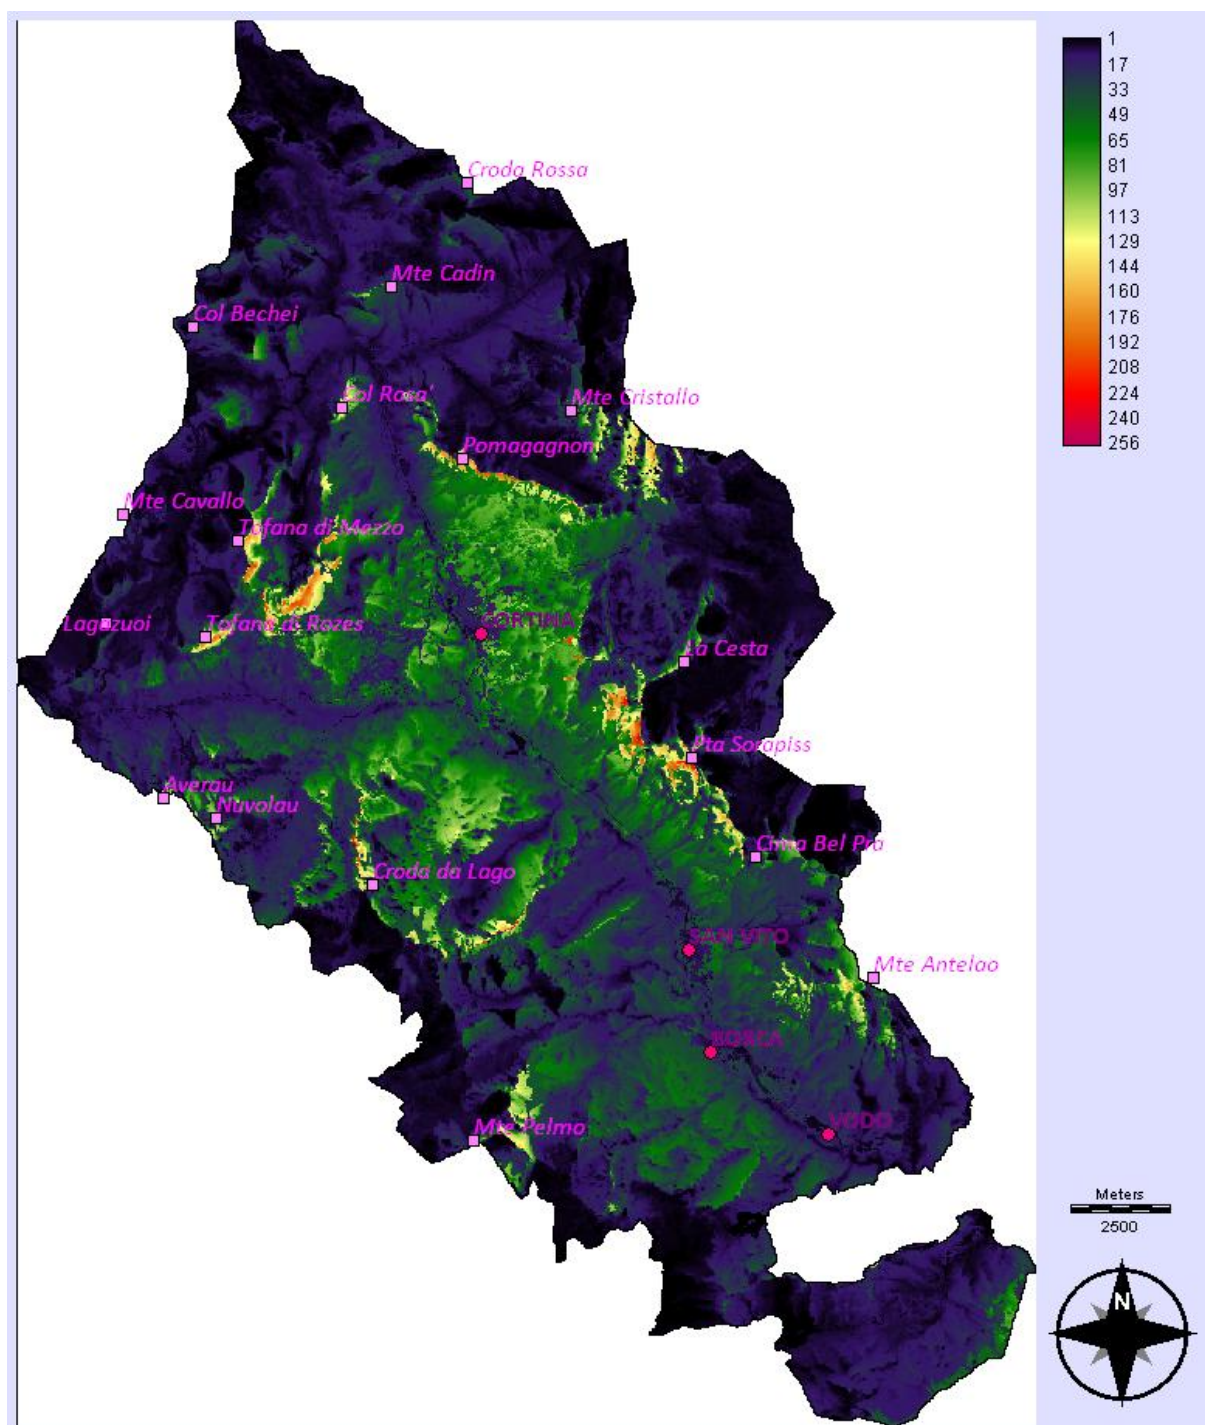 1
17
33
49
65
81
97
113
129
144
160
176
192
208
224
240
256
Croda Rossa
Mte Cadin
Col Bechei
Col Rosa'
Mte Cristallo
Pomagagnon
Mte Cavallo
Tofana di Mezzo
Lagazuoi
Tofana di Rozes
CORTINA
La Cesta
Pta Sorapiss
Averau
Nuvolau
Cima Bel Pra
Croda da Lago
SAN VITO
Mte Antelao
BORCA
Mte Pelmo
VODO
Meters
2500
N